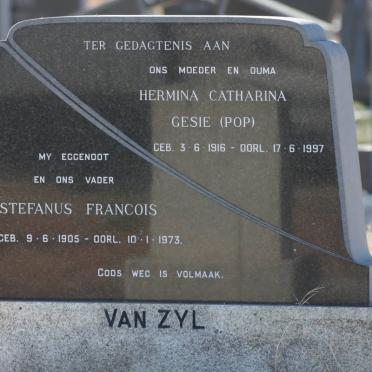 TER GEDAGTENIS AAN
ONS MOEDER EN OUMA
HERMINA CATHARINA
GESIE (POP)
GEB. 3-6-1916 - OORL. 17-6-1997
MY EGGENOOT
EN ONS VADER
STEFANUS FRANCOIS
GEB. 9-6-1905 - OORL. 10-1-1973.
GODS WEG IS VOLMAAK.
VAN ZYL